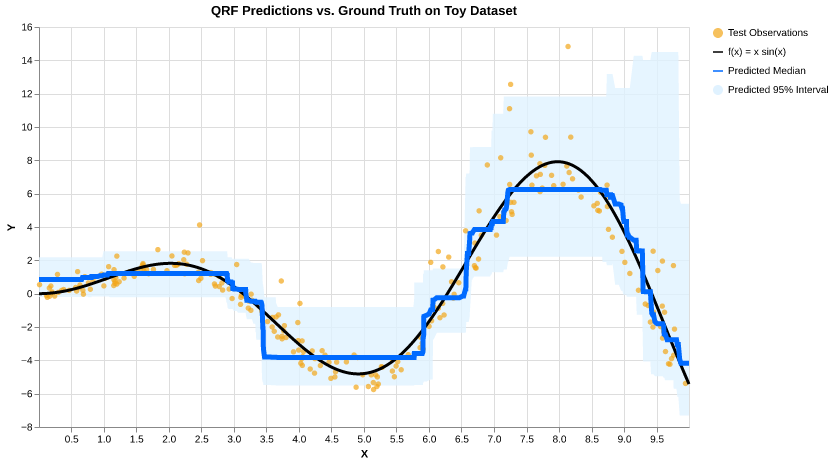 QRF Predictions vs. Ground Truth on Toy Dataset
16
14
12
10
8
6
4
2
0
−2
−4
−6
−8
Y
0.5 1.0 1.5 2.0 2.5 3.0 3.5 4.0 4.5 5.0 5.5 6.0 6.5 7.0 7.5 8.0 8.5 9.0 9.5
X
Test Observations
f(x) = x sin(x)
Predicted Median
Predicted 95% Interval